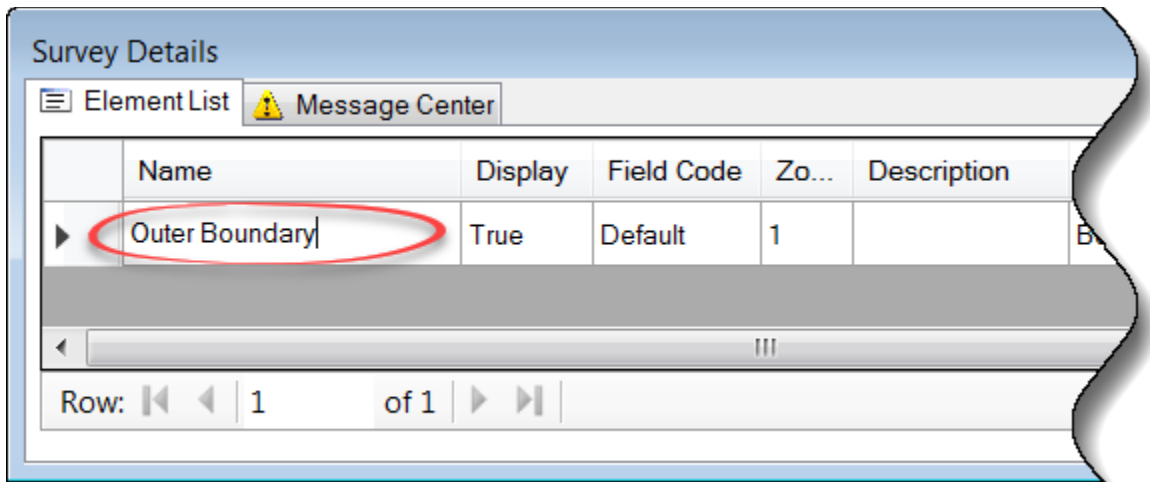 Survey Details
Element List Message Center
Name Display Field Code Zo... Description
Outer Boundary True Default 1
Row: 1 of 1